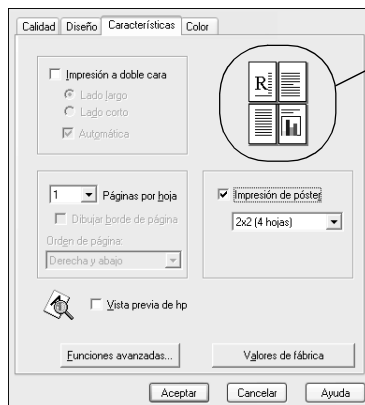 Calidad Diseño Características Color
Impresión a doble cara
Lado largo
Lado corto
Automática
R
1 Páginas por hoja
Dibujar borde de página
Orden de página:
Derecha y abajo
Impresión de póster
2x2 (4 hojas)
Vista previa de hp
Funciones avanzadas...
Valores de fábrica
Aceptar Cancelar Ayuda